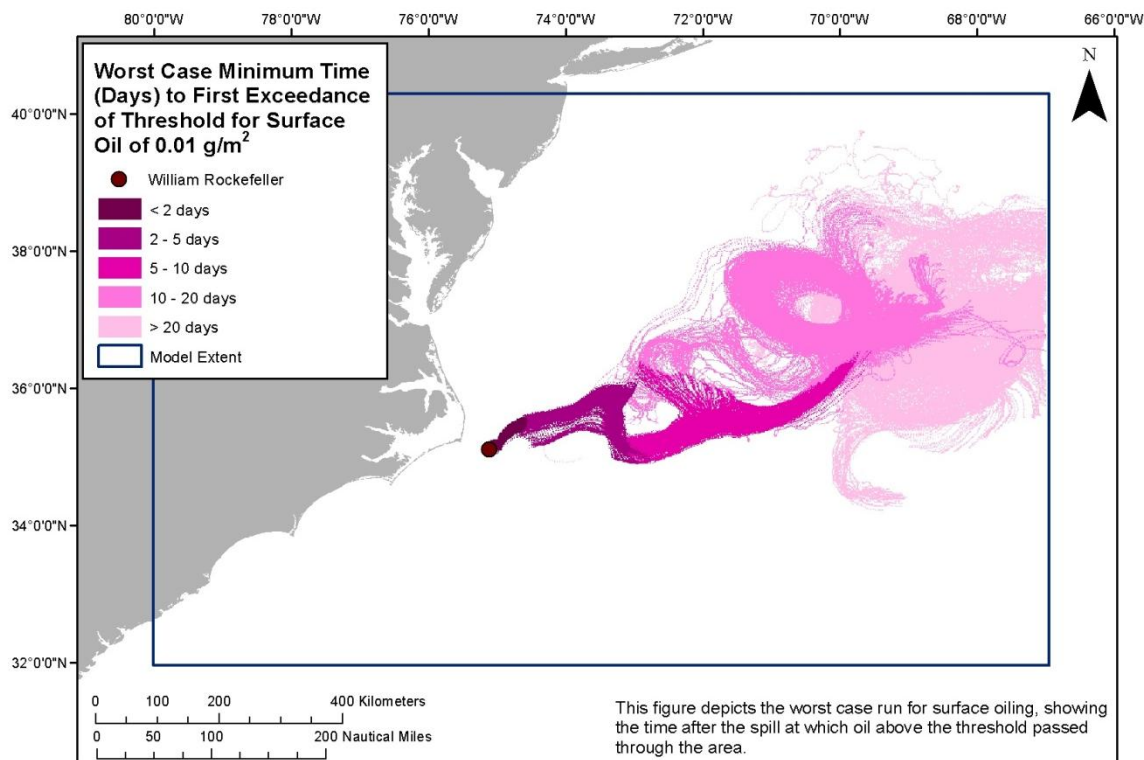 80°0'0"W 78°0'0"W 76°0'0"W 74°0'0"W 72°0'0"W 70°0'0"W 68°0'0"W 66°0'0"W
Worst Case Minimum Time
(Days) to First Exceedance
of Threshold for Surface
Oil of 0.01 g/m²
William Rockefeller
< 2 days
2 - 5 days
5 - 10 days
10 - 20 days
> 20 days
Model Extent
N
40°0'0"N
38°0'0"N
36°0'0"N
34°0'0"N
32°0'0"N
0 100 200 400 Kilometers
0 50 100 200 Nautical Miles
This figure depicts the worst case run for surface oiling, showing
the time after the spill at which oil above the threshold passed
through the area.